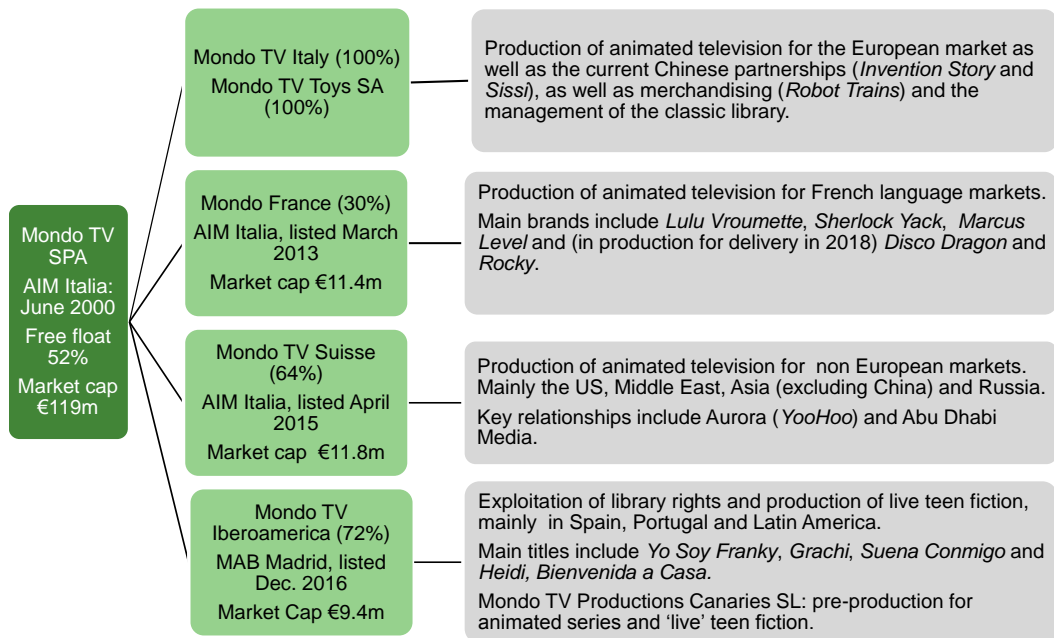 Mondo TV
SPA
AIM Italia:
June 2000
Free float
52%
Market cap
€119m
Mondo TV Italy (100%)
Mondo TV Toys SA
(100%)
Production of animated television for the European market as
well as the current Chinese partnerships (Invention Story and
Sissi), as well as merchandising (Robot Trains) and the
management of the classic library.
Mondo France (30%)
AIM Italia, listed March
2013
Market cap €11.4m
Production of animated television for French language markets.
Main brands include Lulu Vroumette, Sherlock Yack, Marcus
Level and (in production for delivery in 2018) Disco Dragon and
Rocky.
Mondo TV Suisse
(64%)
AIM Italia, listed April
2015
Market cap €11.8m
Production of animated television for non European markets.
Mainly the US, Middle East, Asia (excluding China) and Russia.
Key relationships include Aurora (YooHoo) and Abu Dhabi
Media.
Mondo TV
Iberoamerica (72%)
MAB Madrid, listed
Dec. 2016
Market Cap €9.4m
Exploitation of library rights and production of live teen fiction,
mainly in Spain, Portugal and Latin America.
Main titles include Yo Soy Franky, Grachi, Suena Conmigo and
Heidi, Bienvenida a Casa.
Mondo TV Productions Canaries SL: pre-production for
animated series and ‘live’ teen fiction.